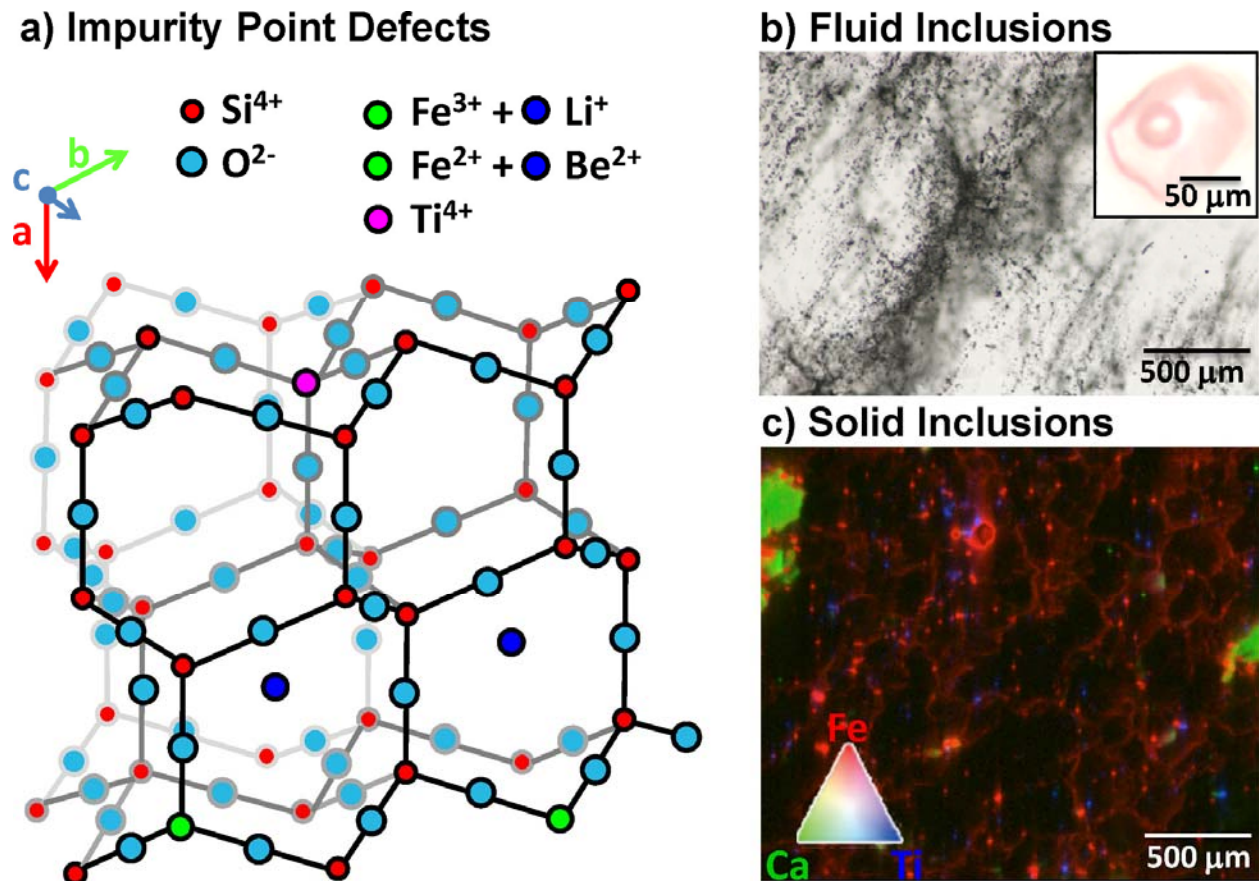 a) Impurity Point Defects
Si⁴⁺
O²⁻
Fe³⁺ + Li⁺
Fe²⁺ + Be²⁺
Ti⁴⁺
b
c
a
b) Fluid Inclusions
50 μm
500 μm
c) Solid Inclusions
Fe
Ca
Ti
500 μm